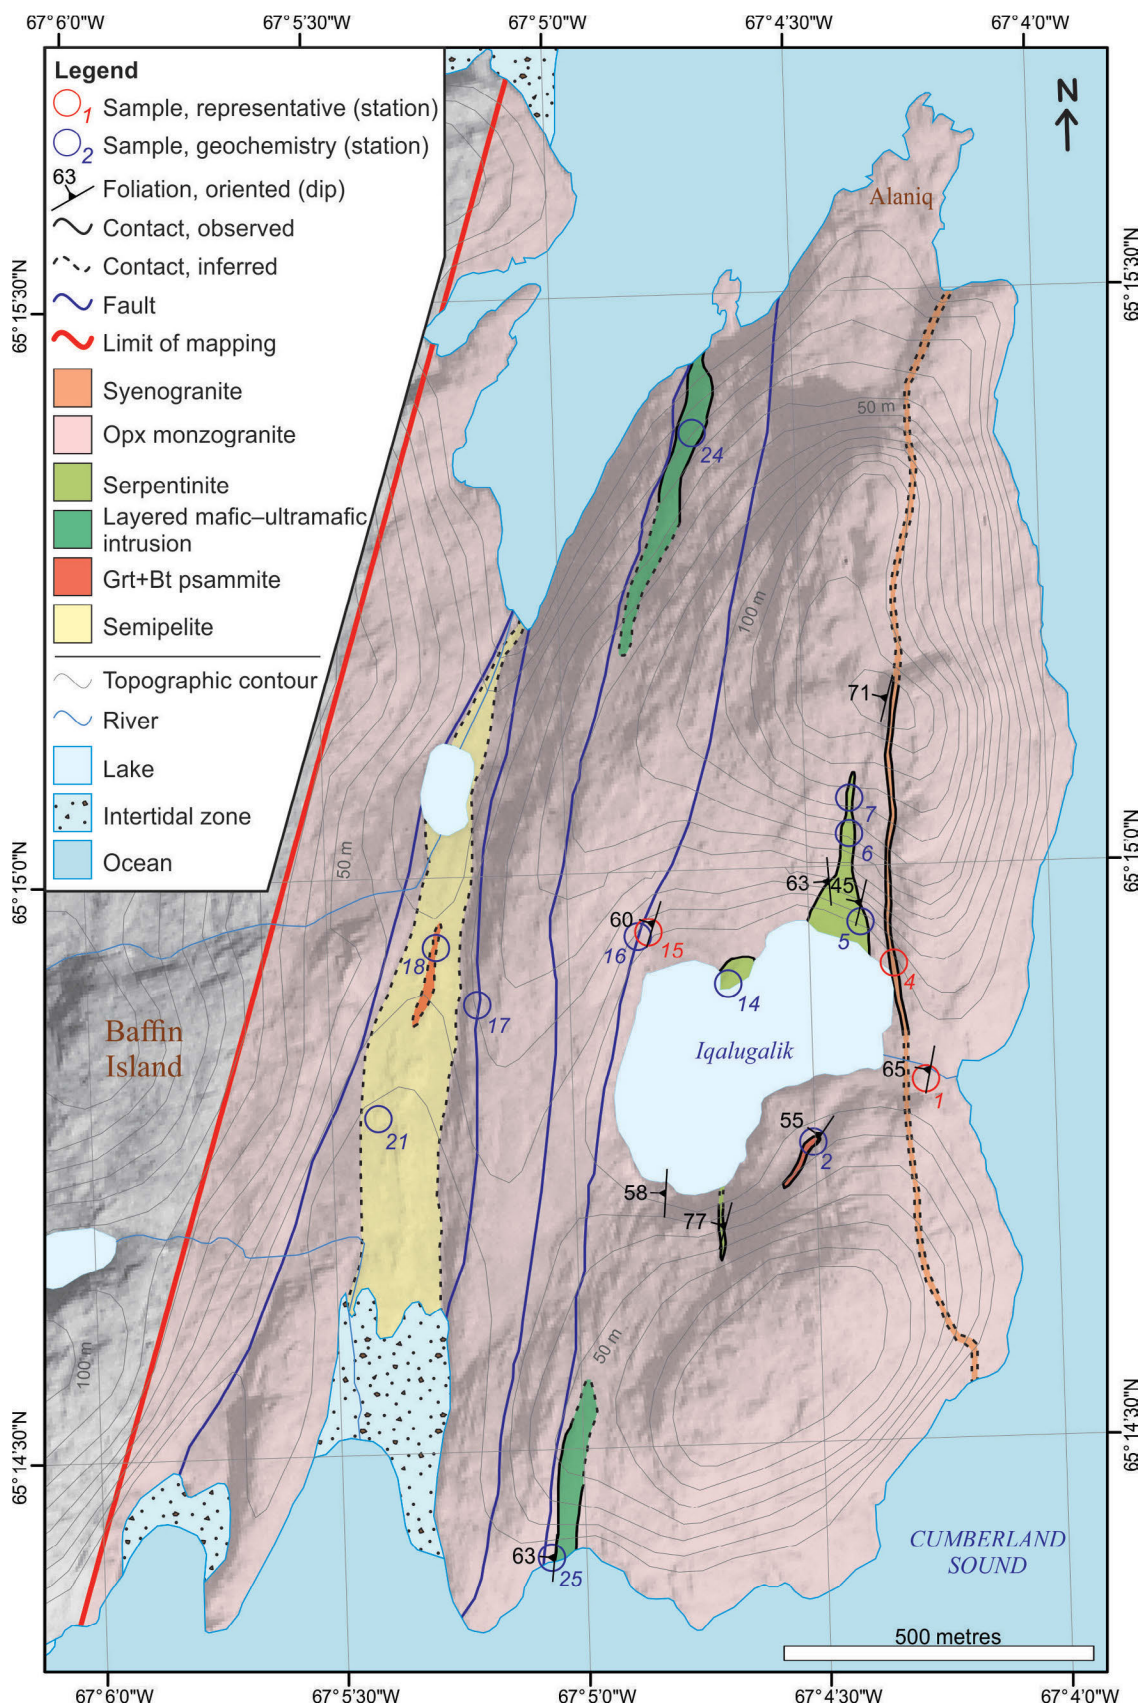 67°6'0"W
67°5'30"W
67°5'0"W
67°4'30"W
67°4'0"W
Legend
1 Sample, representative (station)
2 Sample, geochemistry (station)
63 Foliation, oriented (dip)
Contact, observed
Contact, inferred
Fault
Limit of mapping
Syenogranite
Opx monzogranite
Serpentinite
Layered mafic–ultramafic
intrusion
Grt+Bt psammite
Semipelite
Topographic contour
River
Lake
Intertidal zone
Ocean
N
Alaniq
65°15'30"N
65°15'30"N
50 m
24
100 m
71
7
6
63
45
5
65°15'0"N
65°15'0"N
50 m
60
16
15
18
4
14
17
Baffin
Island
Iqalugalik
65
1
21
55
2
58
77
50 m
100 m
65°14'30"N
65°14'30"N
63
25
CUMBERLAND
SOUND
500 metres
67°6'0"W
67°5'30"W
67°5'0"W
67°4'30"W
67°4'0"W